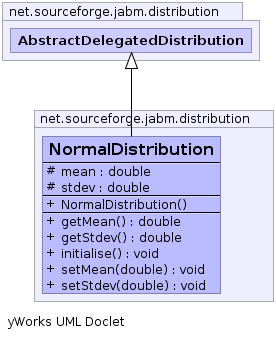 net.sourceforge.jabm.distribution
AbstractDelegatedDistribution
net.sourceforge.jabm.distribution
NormalDistribution
# mean : double
# stdev : double
+ NormalDistribution()
+ getMean() : double
+ getStdev() : double
+ initialise() : void
+ setMean(double) : void
+ setStdev(double) : void
yWorks UML Doclet